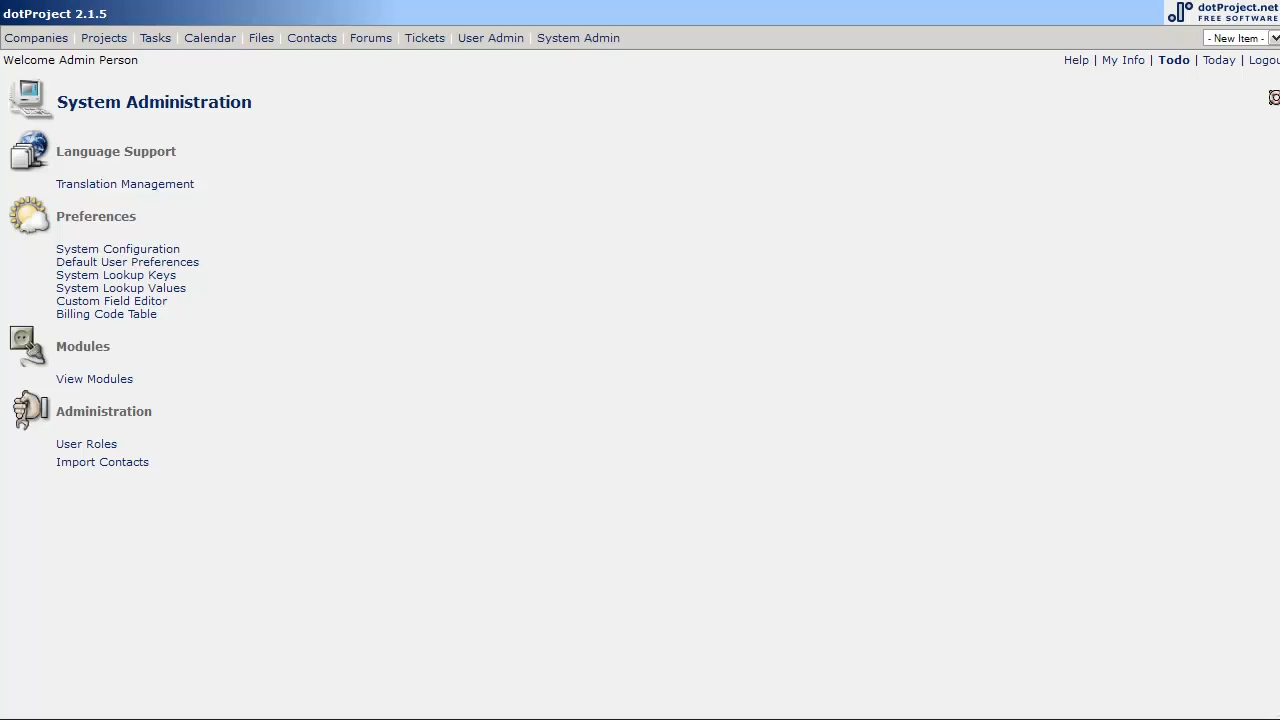 dotProject 2.1.5
dotProject.net
FREE SOFTWARE
Companies Projects Tasks Calendar Files Contacts Forums Tickets User Admin System Admin - New Item -
Welcome Admin Person Help | My Info | Todo | Today | Logou
System Administration
Language Support
Translation Management
Preferences
System Configuration
Default User Preferences
System Lookup Keys
System Lookup Values
Custom Field Editor
Billing Code Table
Modules
View Modules
Administration
User Roles
Import Contacts